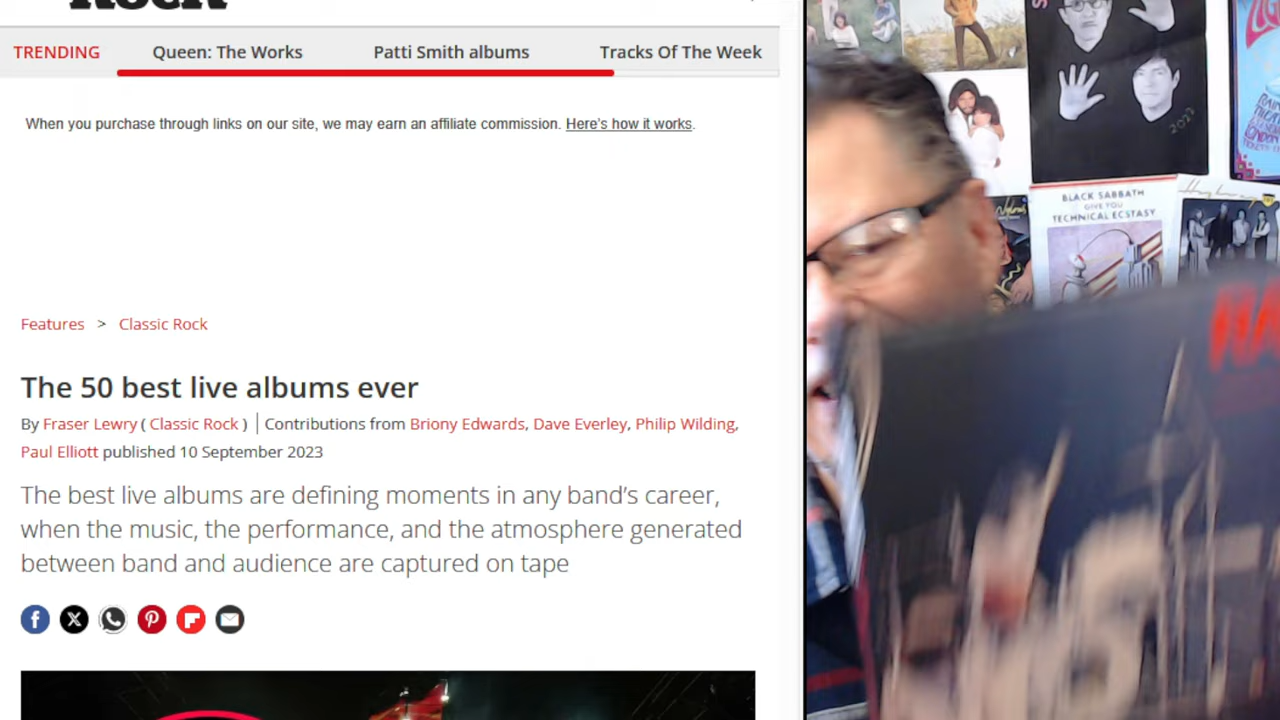 TRENDING Queen: The Works Patti Smith albums Tracks Of The Week
When you purchase through links on our site, we may earn an affiliate commission. Here's how it works.
Features > Classic Rock
The 50 best live albums ever
By Fraser Lewry ( Classic Rock ) | Contributions from Briony Edwards, Dave Everley, Philip Wilding,
Paul Elliott published 10 September 2023
The best live albums are defining moments in any band's career,
when the music, the performance, and the atmosphere generated
between band and audience are captured on tape
2022
BLACK SABBATH
GIVE YOU
TECHNICAL ECSTASY